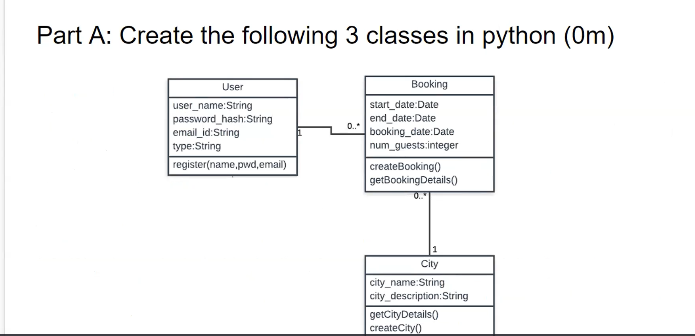 Part A: Create the following 3 classes in python (0m)
User
user_name:String
password_hash:String
email_id:String
type:String
register(name,pwd,email)
1
0..*
Booking
start_date:Date
end_date:Date
booking_date:Date
num_guests:integer
createBooking()
getBookingDetails()
0..*
1
City
city_name:String
city_description:String
getCityDetails()
createCity()